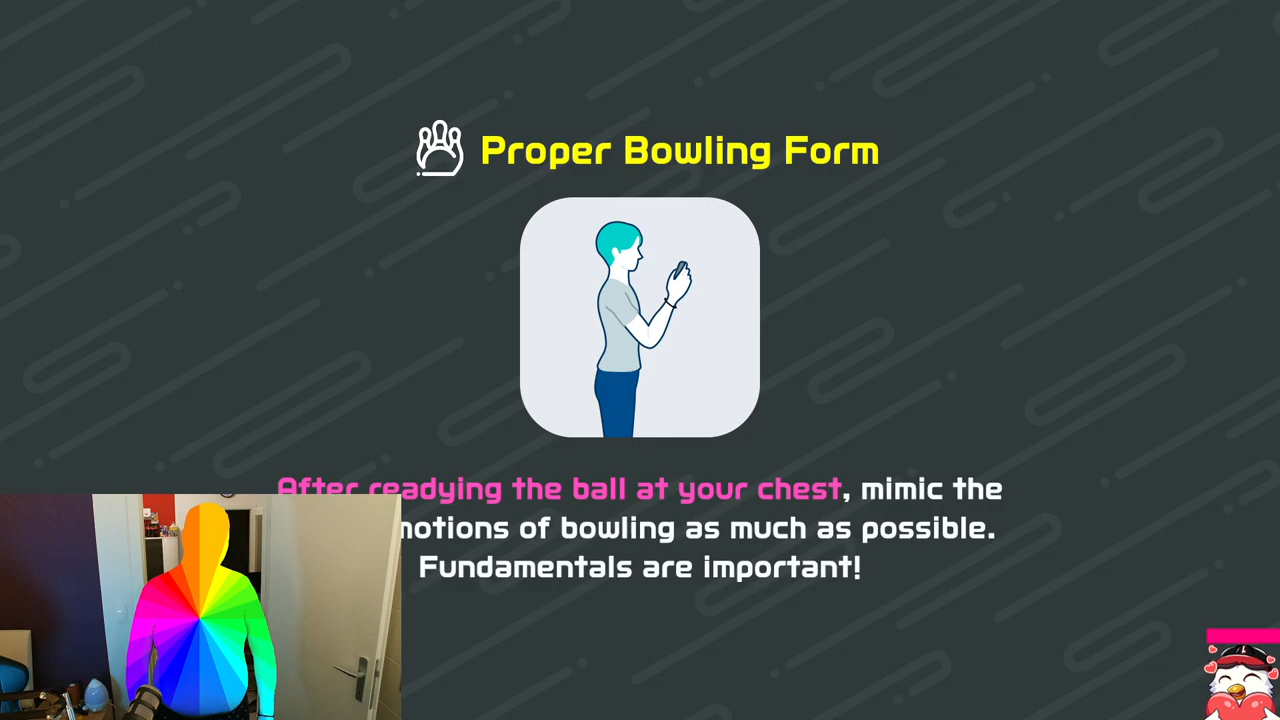 Proper Bowling Form
After readying the ball at your chest, mimic the
motions of bowling as much as possible.
Fundamentals are important!